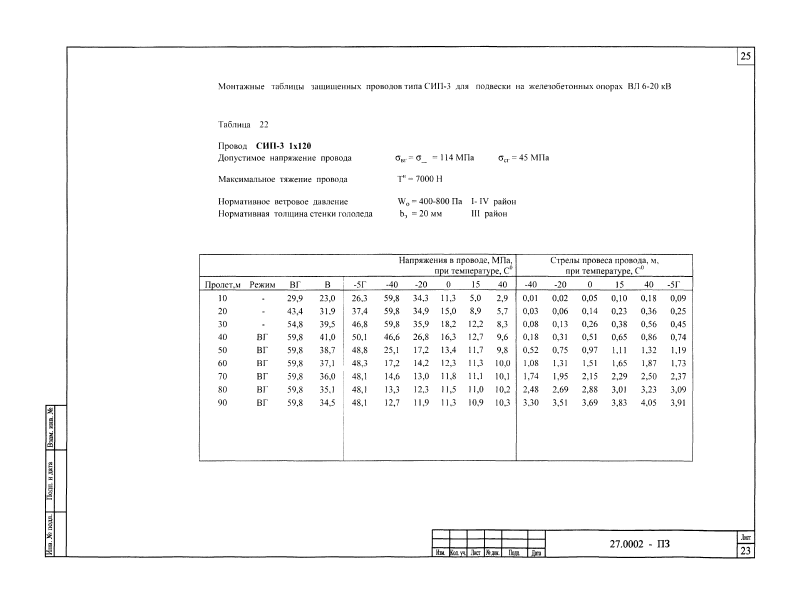 25
Монтажные таблицы защищенных проводов типа СИП-3 для подвески на железобетонных опорах ВЛ 6-20 кВ
Таблица 22
Провод СИП-3 1x120
Допустимое напряжение провода σвг = σ_ = 114 МПа σсг = 45 МПа
Максимальное тяжение провода Tн = 7000 Н
Нормативное ветровое давление Wо = 400-800 Па I- IV район
Нормативная толщина стенки гололеда bэ = 20 мм III район
Напряжения в проводе, МПа, Стрелы провеса провода, м,
при температуре, С0 при температуре, С0
Пролет,м Режим ВГ В -5Г -40 -20 0 15 40 -40 -20 0 15 40 -5Г
10 - 29,9 23,0 26,3 59,8 34,3 11,3 5,0 2,9 0,01 0,02 0,05 0,10 0,18 0,09
20 - 43,4 31,9 37,4 59,8 34,9 15,0 8,9 5,7 0,03 0,06 0,14 0,23 0,36 0,25
30 - 54,8 39,5 46,8 59,8 35,9 18,2 12,2 8,3 0,08 0,13 0,26 0,38 0,56 0,45
40 ВГ 59,8 41,0 50,1 46,6 26,8 16,3 12,7 9,6 0,18 0,31 0,51 0,65 0,86 0,74
50 ВГ 59,8 38,7 48,8 25,1 17,2 13,4 11,7 9,8 0,52 0,75 0,97 1,11 1,32 1,19
60 ВГ 59,8 37,1 48,3 17,2 14,2 12,3 11,3 10,0 1,08 1,31 1,51 1,65 1,87 1,73
70 ВГ 59,8 36,0 48,1 14,6 13,0 11,8 11,1 10,1 1,74 1,95 2,15 2,29 2,50 2,37
80 ВГ 59,8 35,1 48,1 13,3 12,3 11,5 11,0 10,2 2,48 2,69 2,88 3,01 3,23 3,09
90 ВГ 59,8 34,5 48,1 12,7 11,9 11,3 10,9 10,3 3,30 3,51 3,69 3,83 4,05 3,91
Взам. инв. №
Подп. и дата
Инв. № подл.
Изм. Кол. уч. Лист № док. Подп. Дата
27.0002 - ПЗ
Лист
23